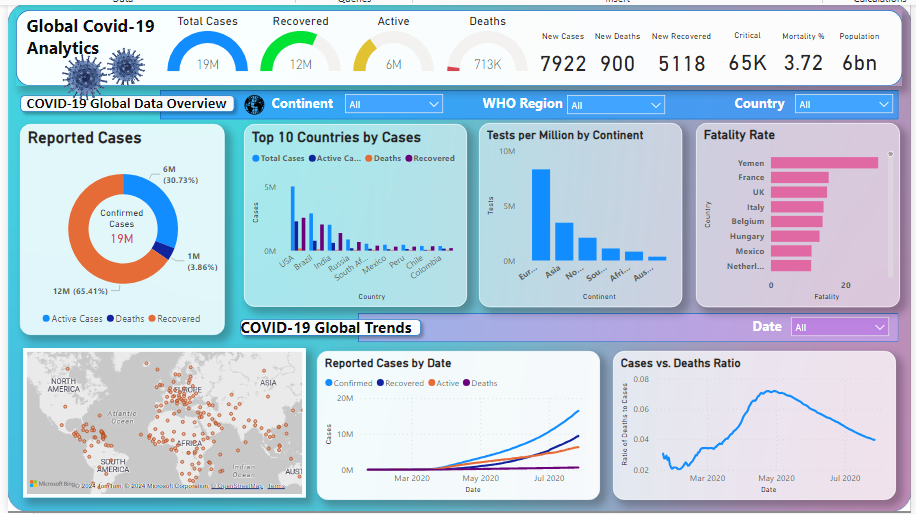 Global Covid-19
Analytics
Total Cases
19M
Recovered
12M
Active
6M
Deaths
713K
New Cases
7922
New Deaths
900
New Recovered
5118
Critical
65K
Mortality %
3.72
Population
6bn
COVID-19 Global Data Overview
Continent
All
WHO Region
All
Country
All
Reported Cases
6M
(30.73%)
Confirmed
Cases
19M
1M
(3.86%)
12M (65.41%)
Active Cases Deaths Recovered
Top 10 Countries by Cases
Total Cases Active Ca... Deaths Recovered
5M
0M
Cases
USA
Brazil
India
Russia
South Af...
Mexico
Peru
Chile
Colombia
Country
Tests per Million by Continent
10M
5M
0M
Tests
Eur...
Asia
No...
Sou...
Afri...
Aus...
Continent
Fatality Rate
Yemen
France
UK
Italy
Belgium
Hungary
Mexico
Netherl...
Country
0 20
Fatality
COVID-19 Global Trends
Date
All
NORTH
AMERICA
EUROPE
ASIA
Atlantic
Ocean
AFRICA
SOUTH
AMERICA
Indian
Ocean
AUST
Microsoft Bing
© 2024 TomTom, © 2024 Microsoft Corporation, © OpenStreetMap Terms
Reported Cases by Date
Confirmed Recovered Active Deaths
20M
10M
0M
Cases
Mar 2020 May 2020 Jul 2020
Date
Cases vs. Deaths Ratio
0.08
0.06
0.04
0.02
Ratio of Deaths to Cases
Mar 2020 May 2020 Jul 2020
Date